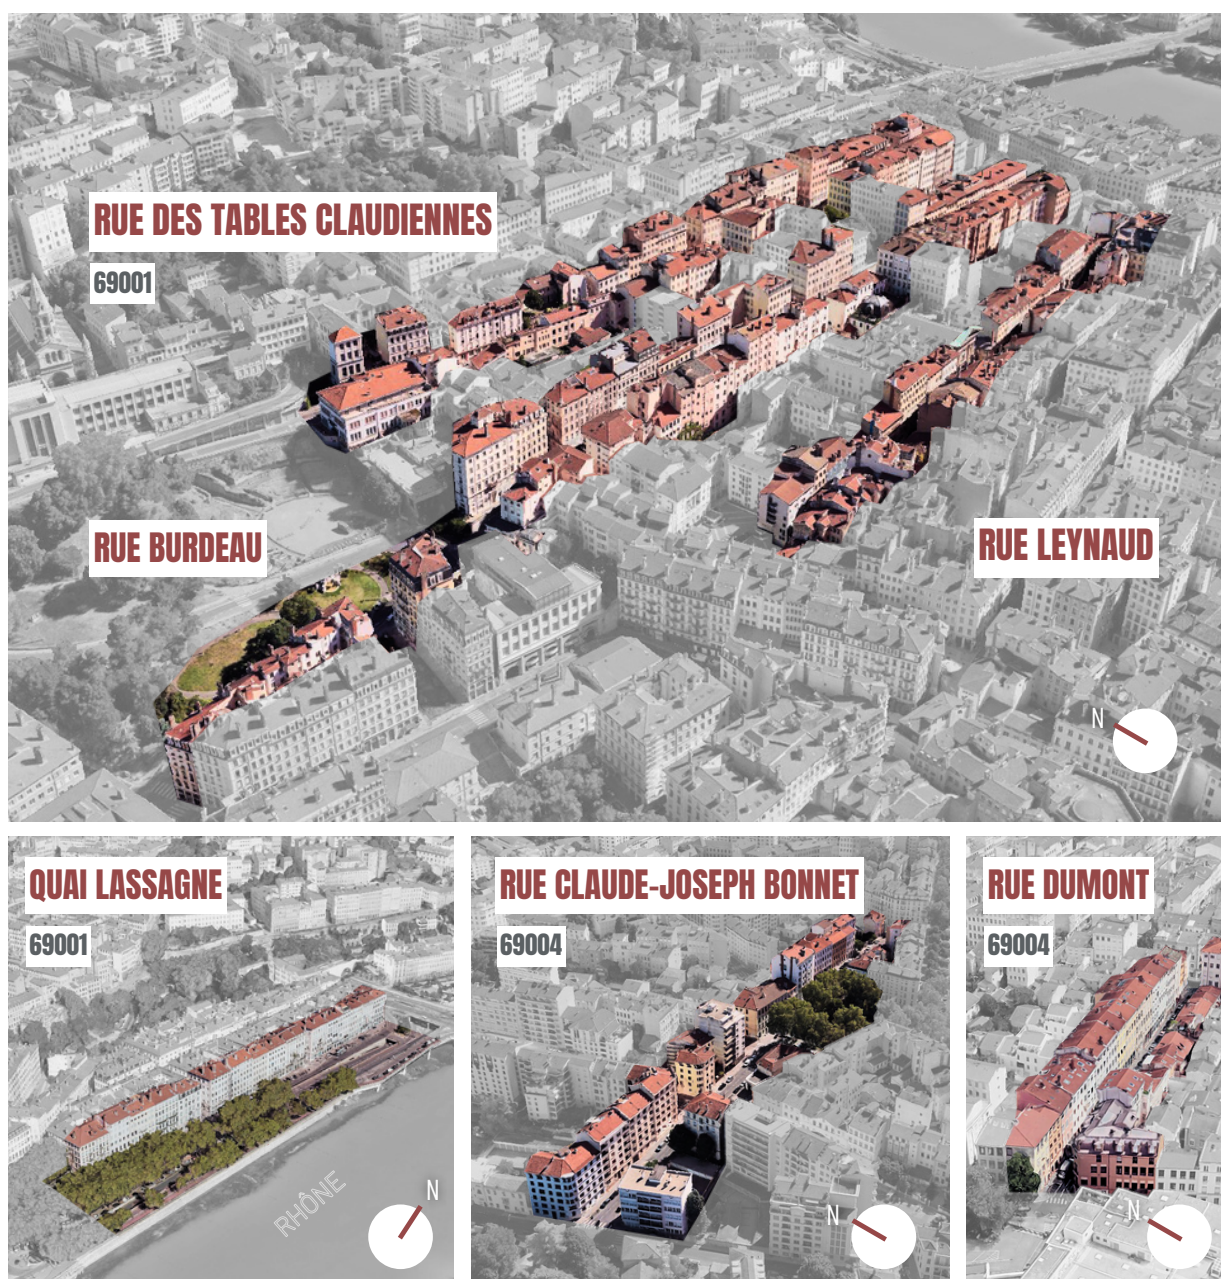 RUE DES TABLES CLAUDIENNES
69001
RUE BURDEAU
RUE LEYNAUD
N
QUAI LASSAGNE
69001
RHÔNE
N
RUE CLAUDE-JOSEPH BONNET
69004
N
RUE DUMONT
69004
N